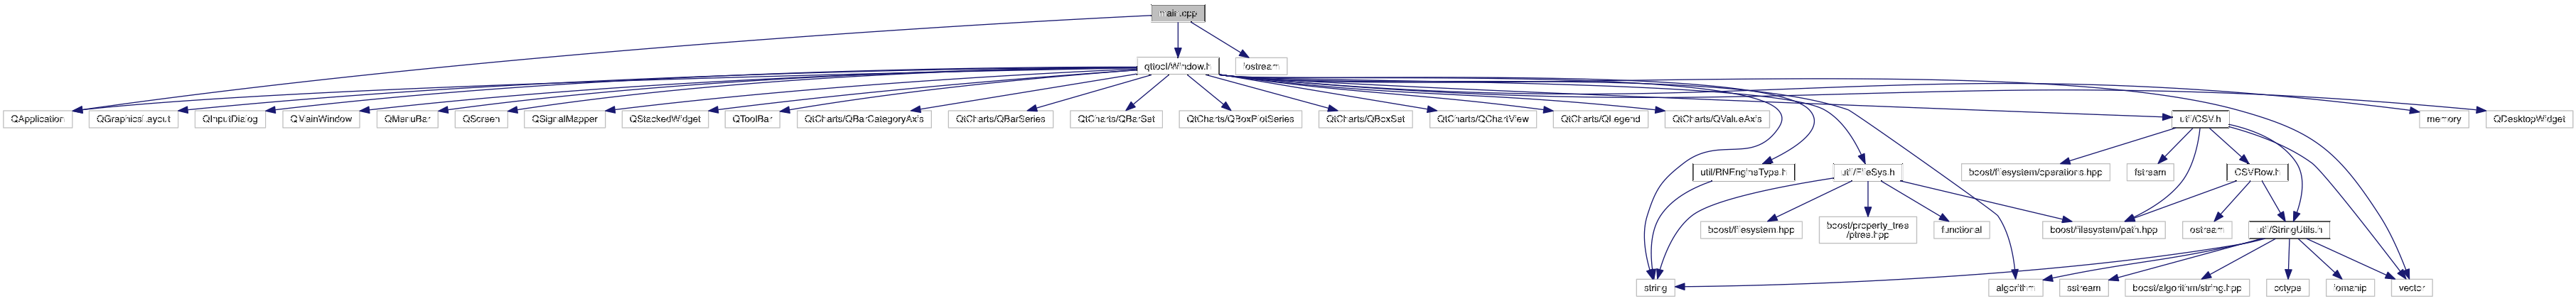 main.cpp
qttool/Window.h
iostream
QApplication
QGraphicsLayout
QInputDialog
QMainWindow
QMenuBar
QScreen
QSignalMapper
QStackedWidget
QToolBar
QtCharts/QBarCategoryAxis
QtCharts/QBarSeries
QtCharts/QBarSet
QtCharts/QBoxPlotSeries
QtCharts/QBoxSet
QtCharts/QChartView
QtCharts/QLegend
QtCharts/QValueAxis
util/CSV.h
memory
QDesktopWidget
util/RNEngineType.h
util/FileSys.h
boost/filesystem/operations.hpp
fstream
CSVRow.h
boost/filesystem.hpp
boost/property_tree
/ptree.hpp
functional
boost/filesystem/path.hpp
ostream
util/StringUtils.h
string
algorithm
sstream
boost/algorithm/string.hpp
cctype
iomanip
vector